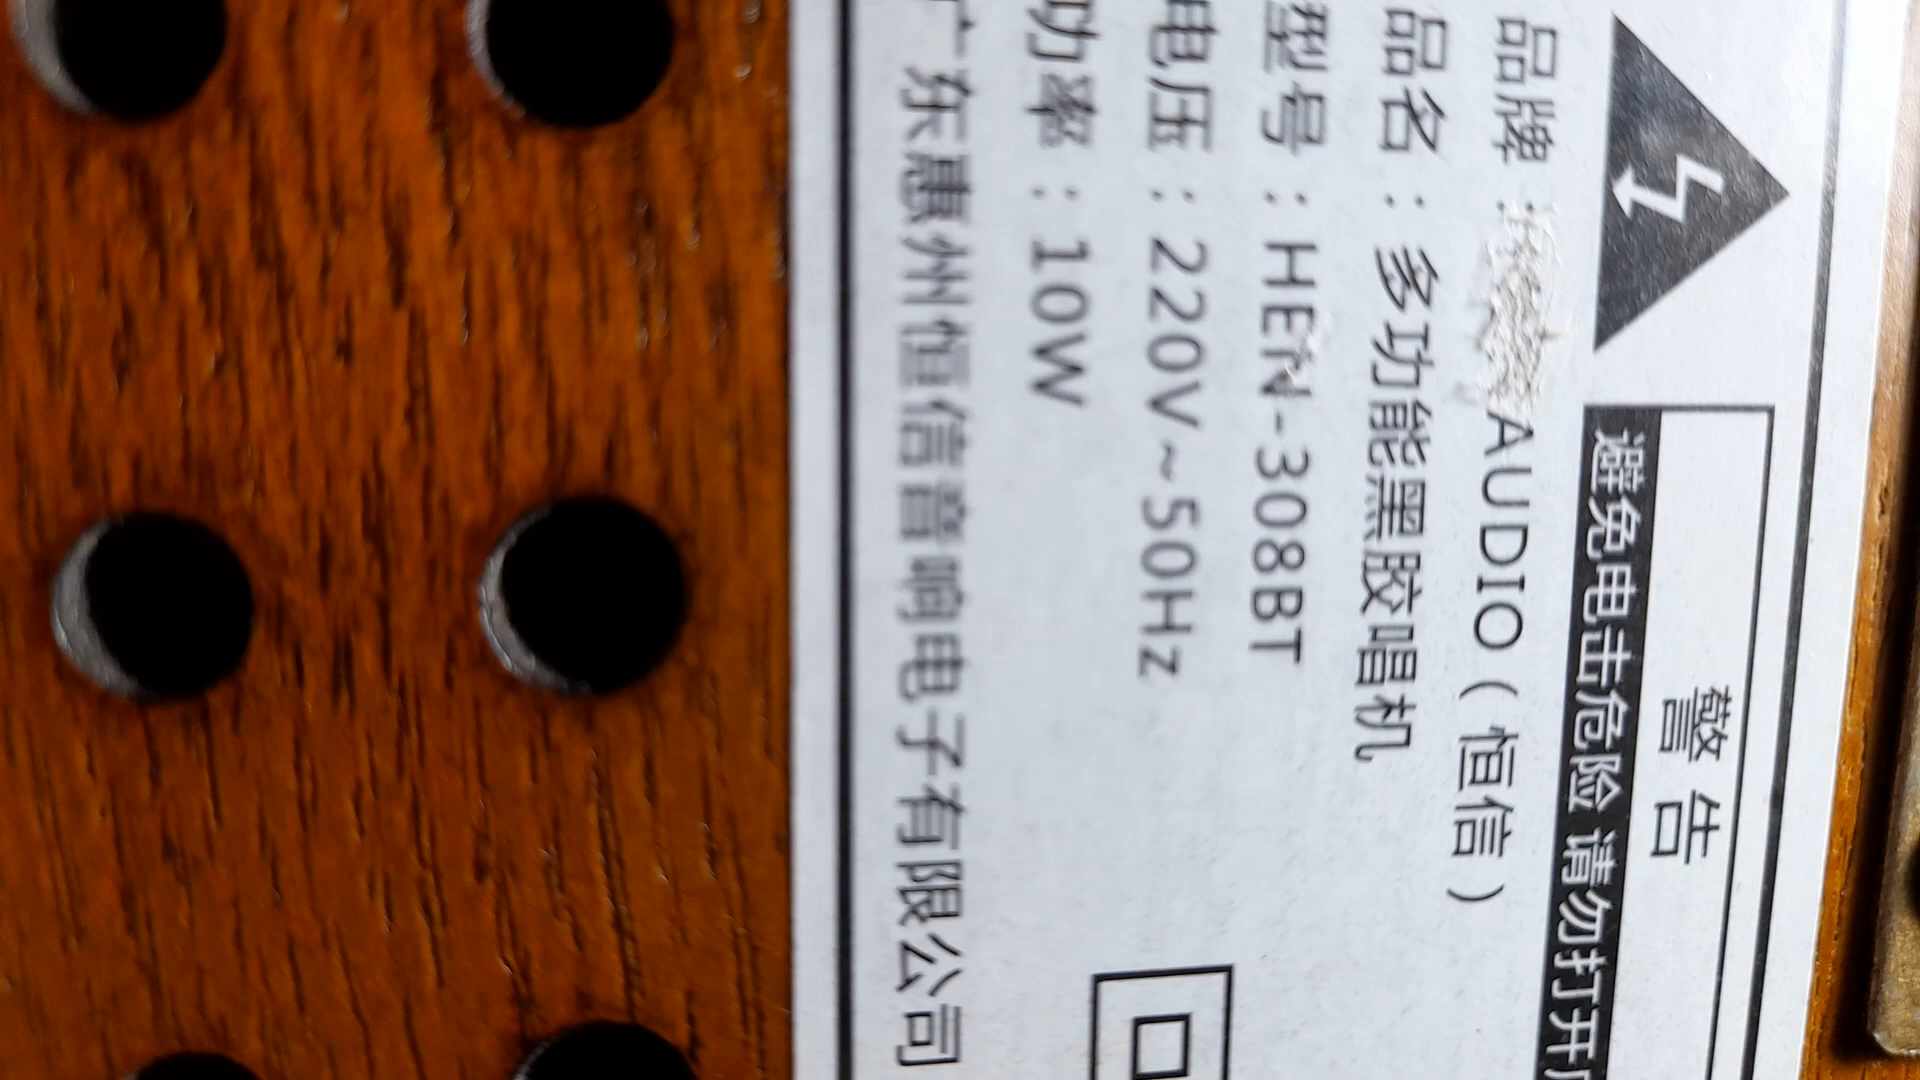 警告
避免电击危险 请勿打开
品牌：AUDIO（恒信）
品名：多功能黑胶唱机
型号：HEN-308BT
电压：220V~50Hz
功率：10W
广东惠州恒信音响电子有限公司